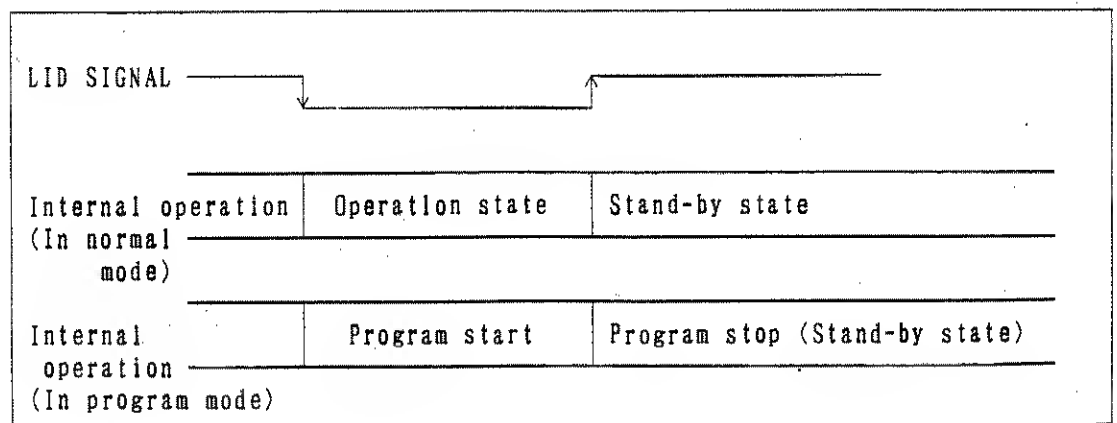 LID SIGNAL
Internal operation
(In normal
mode)
Operation state
Stand-by state
Internal
operation
(In program mode)
Program start
Program stop (Stand-by state)